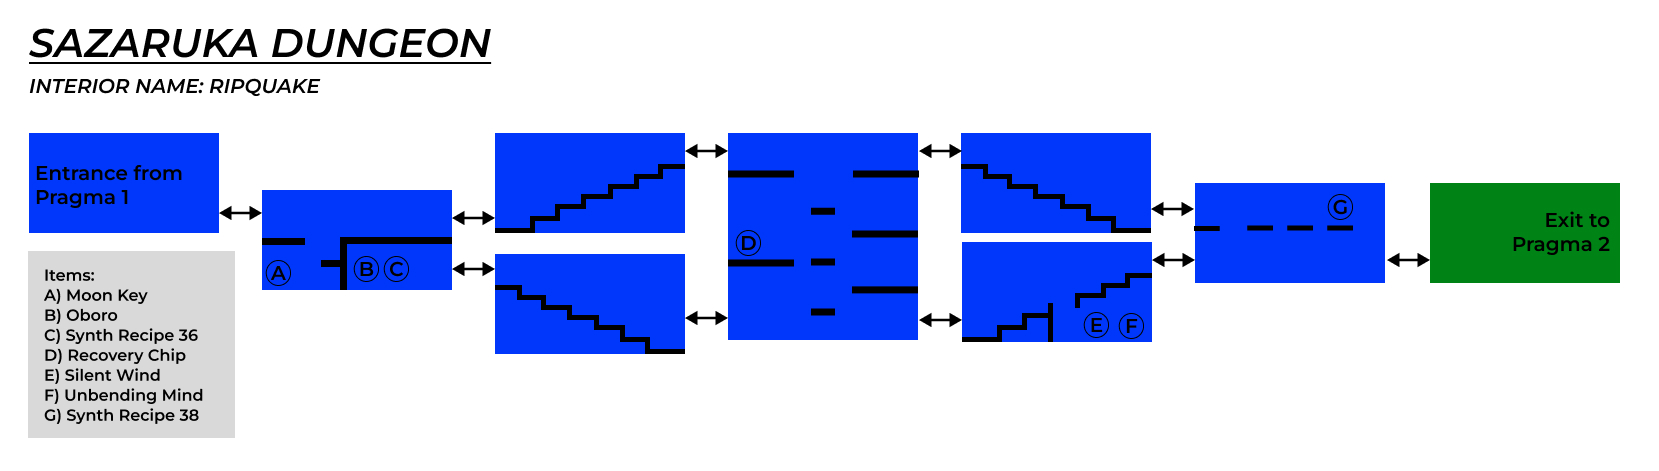 SAZARUKA DUNGEON
INTERIOR NAME: RIPQUAKE
Entrance from
Pragma 1
A
B C
D
E F
G
Exit to
Pragma 2
Items:
A) Moon Key
B) Oboro
C) Synth Recipe 36
D) Recovery Chip
E) Silent Wind
F) Unbending Mind
G) Synth Recipe 38